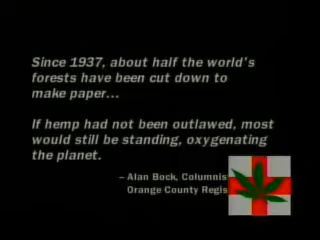 Since 1937, about half the world's
forests have been cut down to
make paper...
If hemp had not been outlawed, most
would still be standing, oxygenating
the planet.
– Alan Bock, Columnis
Orange County Regis